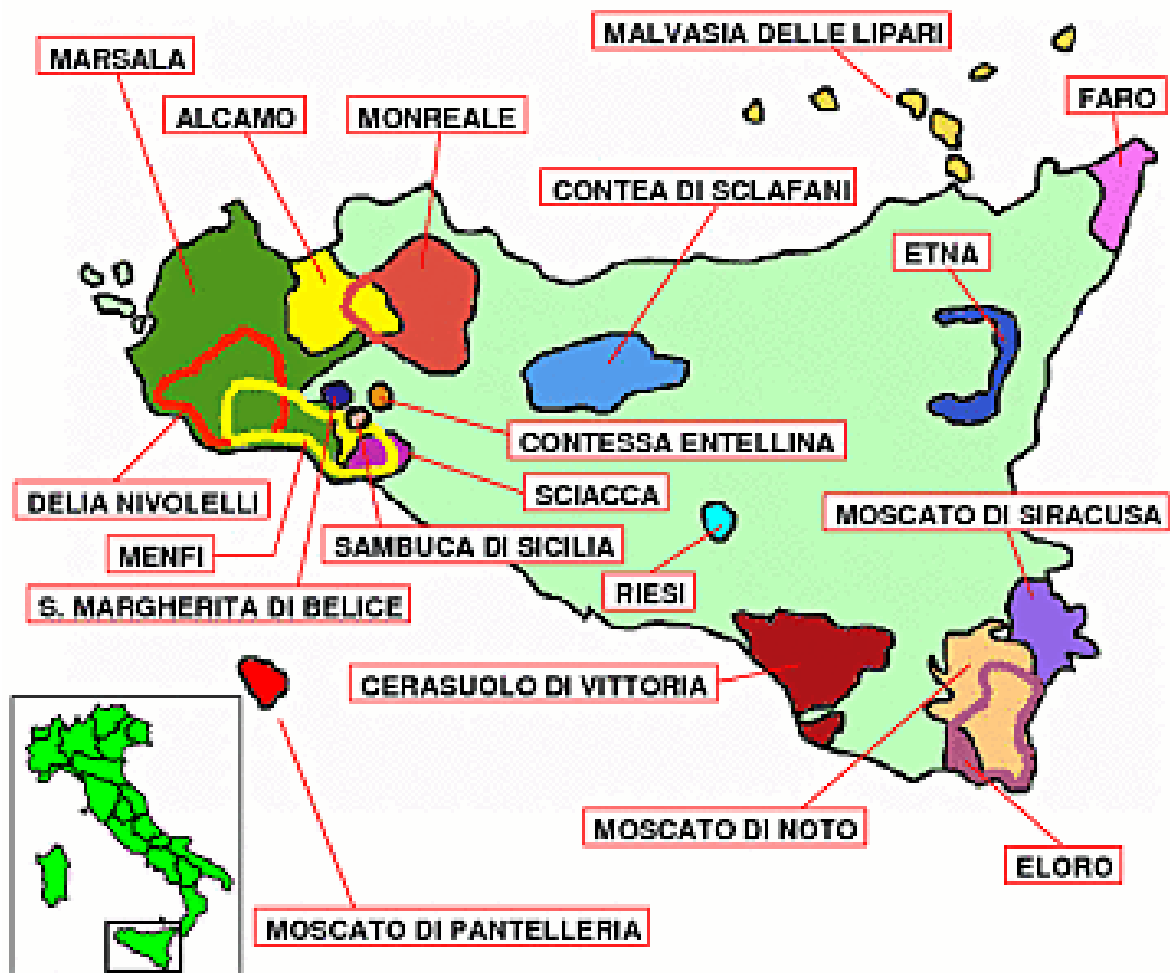 MALVASIA DELLE LIPARI
MARSALA
FARO
ALCAMO
MONREALE
CONTEA DI SCLAFANI
ETNA
CONTESSA ENTELLINA
SCIACCA
DELIA NIVOLELLI
MOSCATO DI SIRACUSA
MENFI
SAMBUCA DI SICILIA
RIESI
S. MARGHERITA DI BELICE
CERASUOLO DI VITTORIA
MOSCATO DI NOTO
ELORO
MOSCATO DI PANTELLERIA